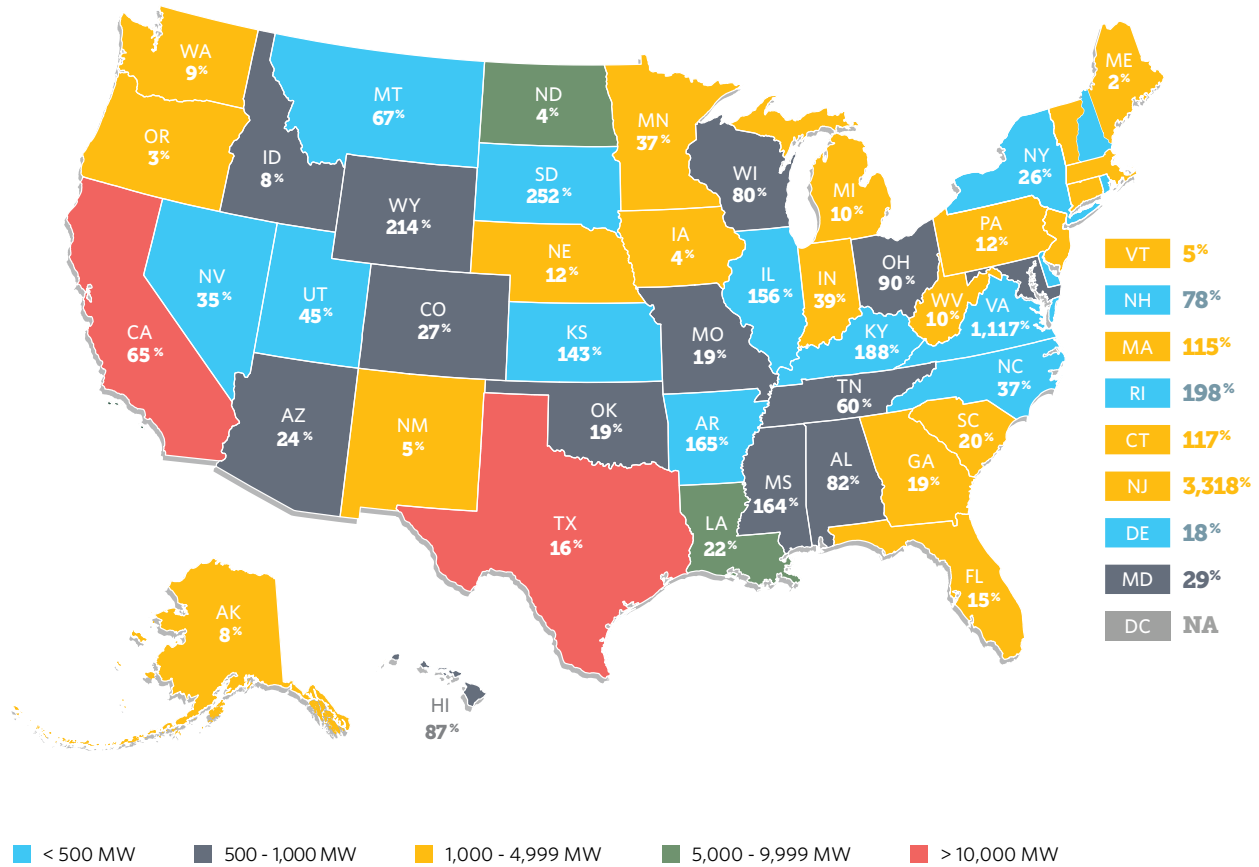 WA
9%
OR
3%
CA
65%
ID
8%
NV
35%
MT
67%
WY
214%
UT
45%
AZ
24%
CO
27%
NM
5%
ND
4%
SD
252%
NE
12%
KS
143%
OK
19%
TX
16%
MN
37%
IA
4%
MO
19%
AR
165%
LA
22%
WI
80%
IL
156%
MI
10%
IN
39%
OH
90%
KY
188%
TN
60%
MS
164%
AL
82%
GA
19%
FL
15%
SC
20%
NC
37%
VA
1,117%
WV
10%
PA
12%
NY
26%
ME
2%
AK
8%
HI
87%
VT 5%
NH 78%
MA 115%
RI 198%
CT 117%
NJ 3,318%
DE 18%
MD 29%
DC NA
< 500 MW 500 - 1,000 MW 1,000 - 4,999 MW 5,000 - 9,999 MW > 10,000 MW